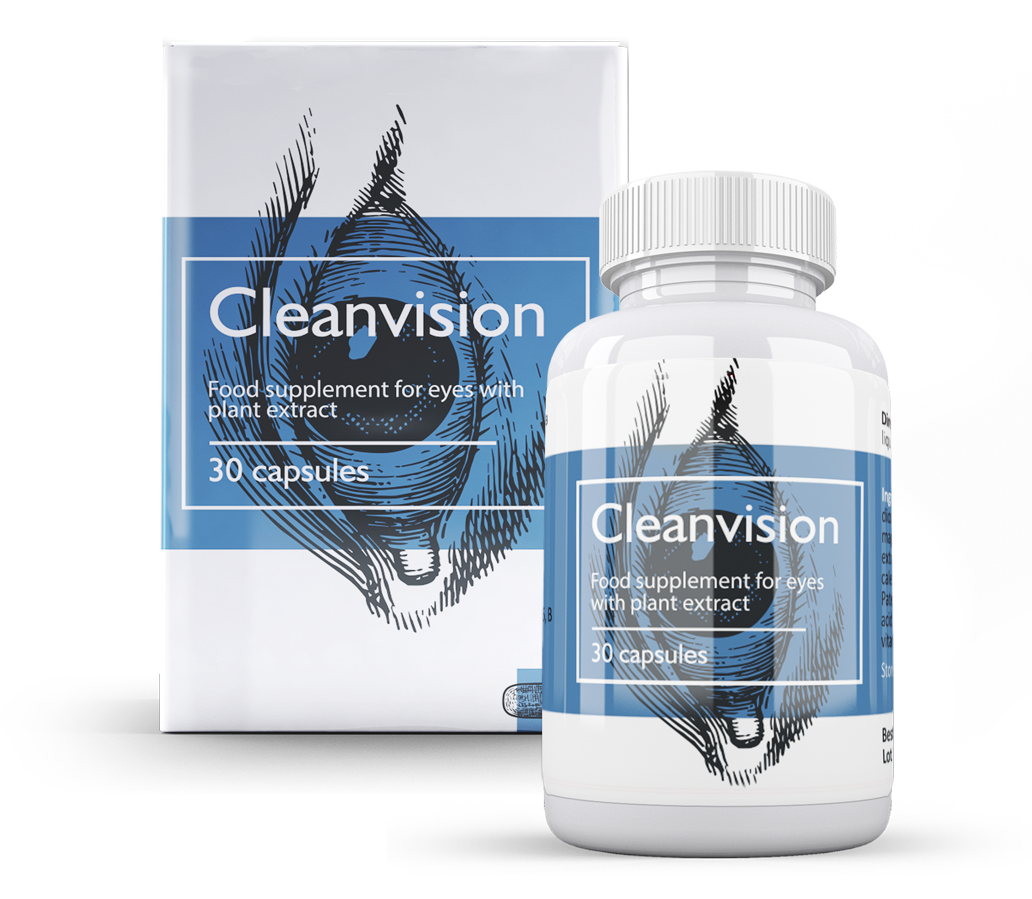 Cleanvision
Food supplement for eyes with
plant extract
30 capsules
Cleanvision
Food supplement for eyes
with plant extract
30 capsules
B
Lot